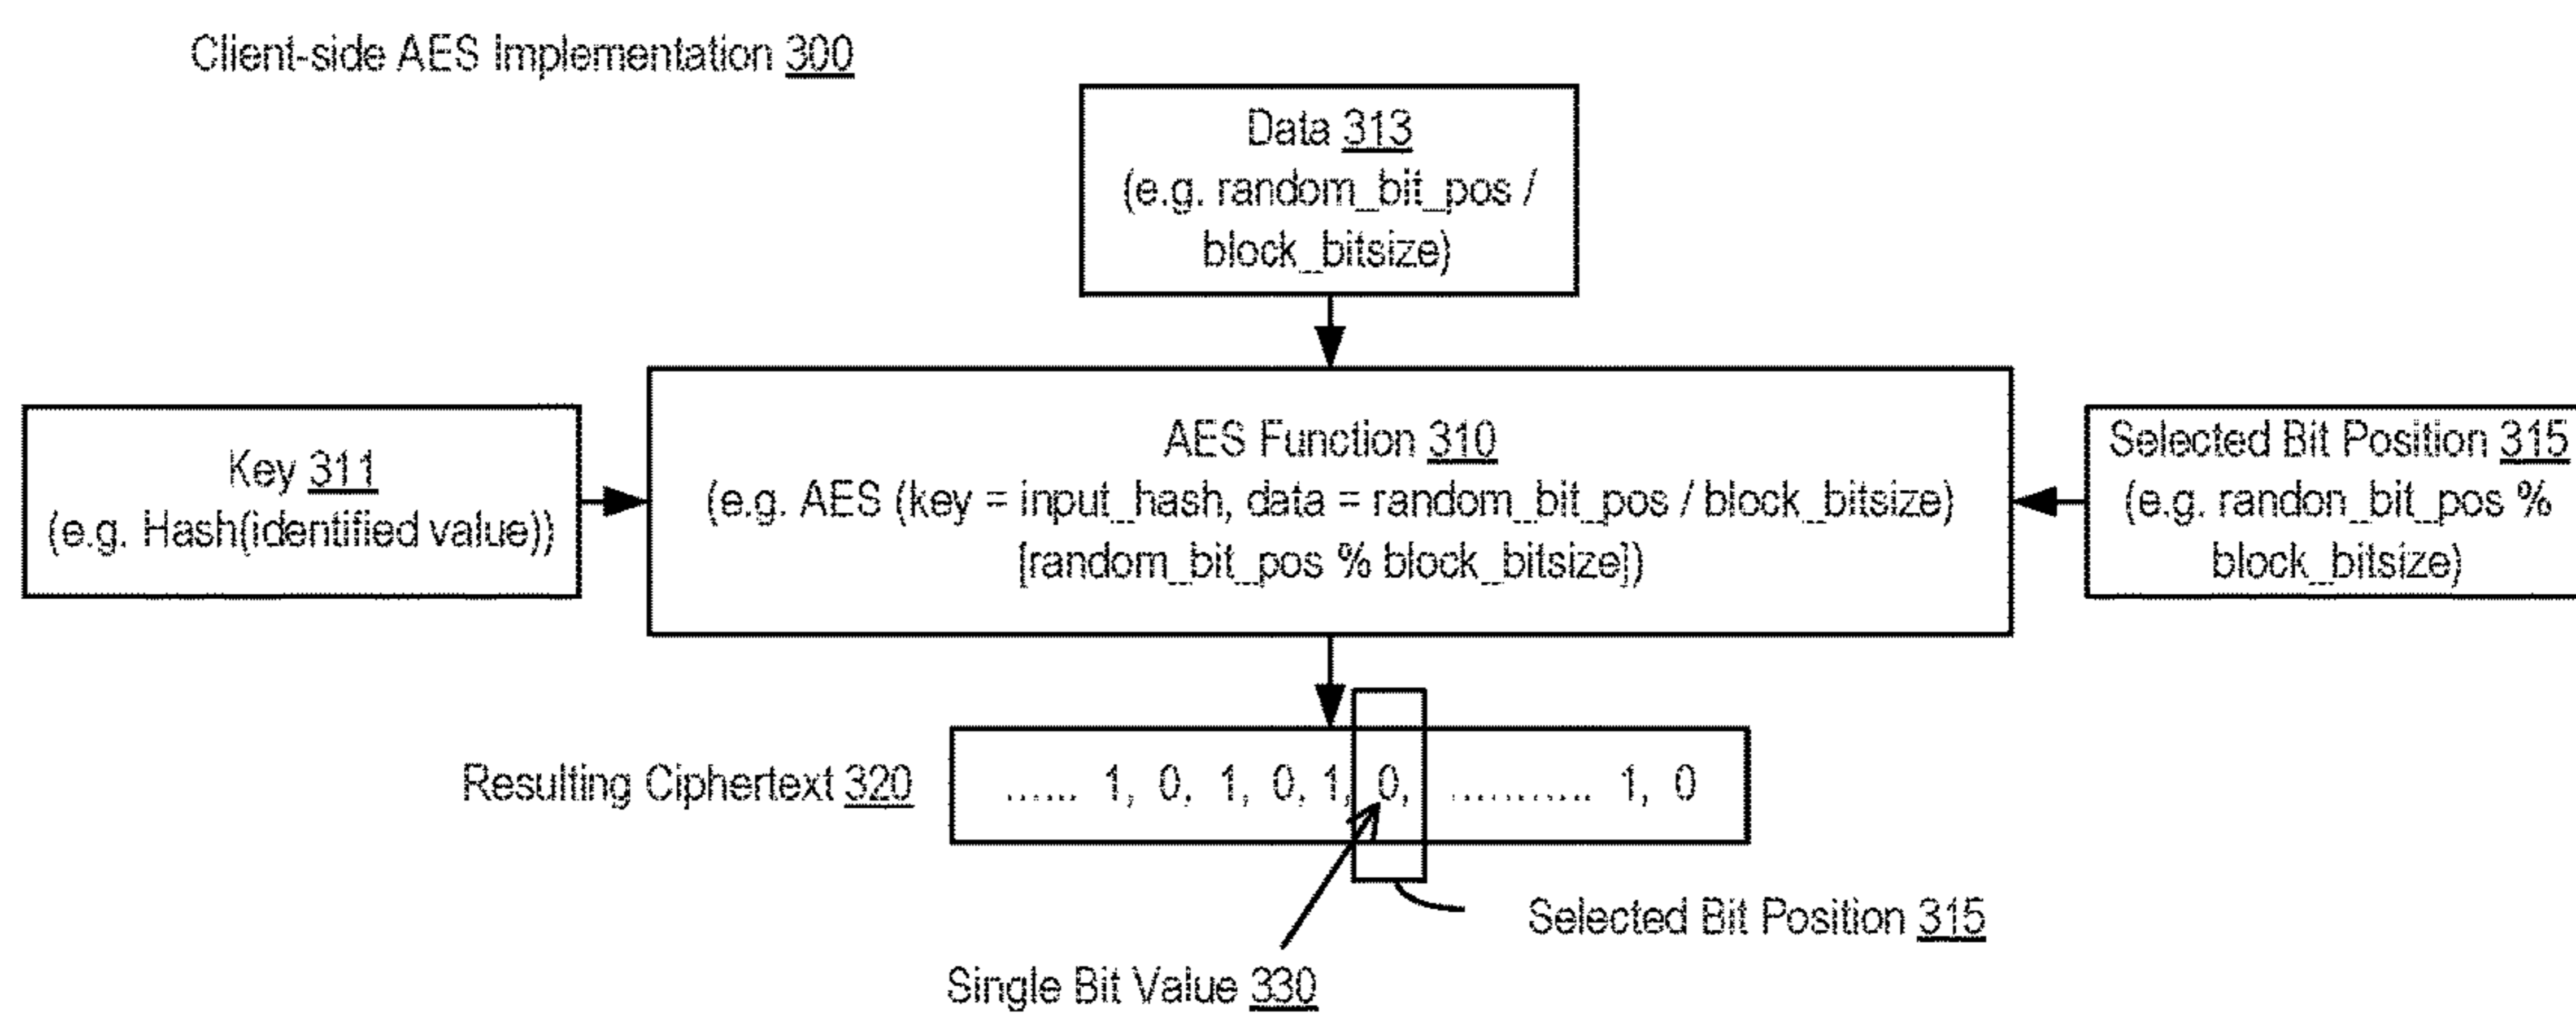 Client-side AES Implementation 300
Data 313
(e.g. random_bit_pos /
block_bitsize)
Key 311
(e.g. Hash(identified value))
AES Function 310
(e.g. AES (key = input_hash, data = random_bit_pos / block_bitsize)
[random_bit_pos % block_bitsize])
Selected Bit Position 315
(e.g. randon_bit_pos %
block_bitsize)
Resulting Ciphertext 320
...... 1, 0, 1, 0, 1, 0, ........... 1, 0
Selected Bit Position 315
Single Bit Value 330